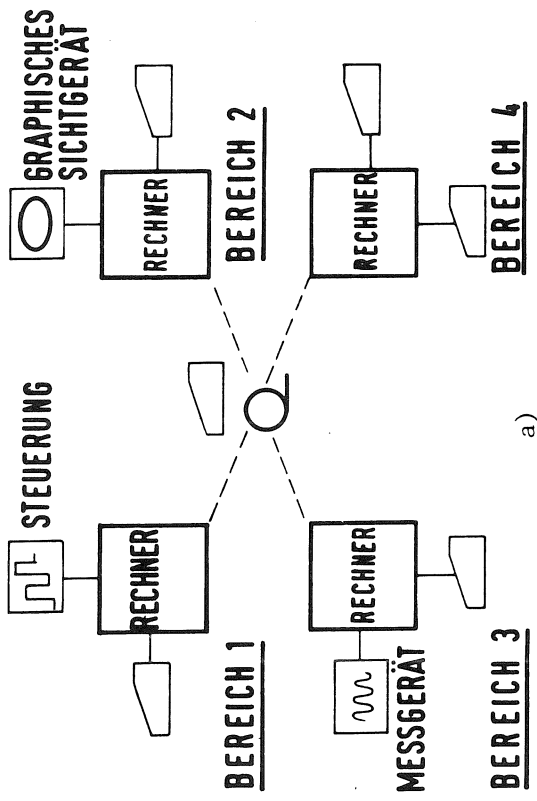 STEUERUNG
GRAPHISCHES
SICHTGERÄT
RECHNER
RECHNER
BEREICH 1
BEREICH 2
RECHNER
RECHNER
MESSGERÄT
BEREICH 3
BEREICH 4
a)